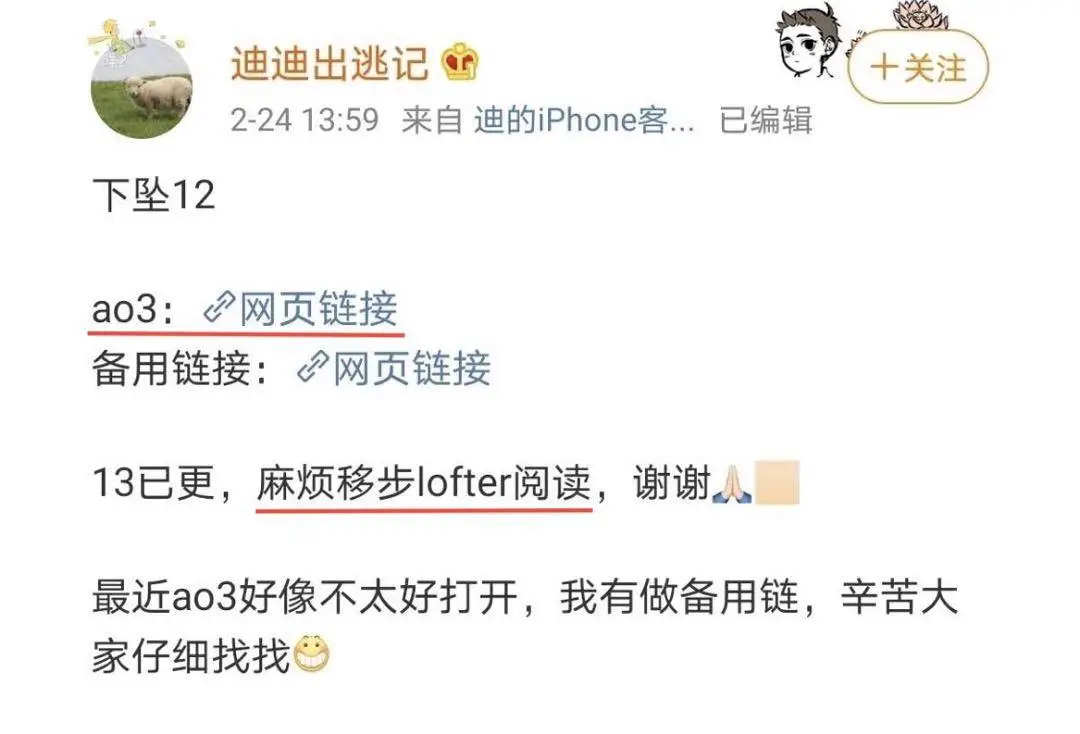 迪迪出逃记
+关注
2-24 13:59 来自 迪的iPhone客... 已编辑
下坠12
ao3：网页链接
备用链接：网页链接
13已更，麻烦移步lofter阅读，谢谢🙏🏻
最近ao3好像不太好打开，我有做备用链，辛苦大
家仔细找找😁